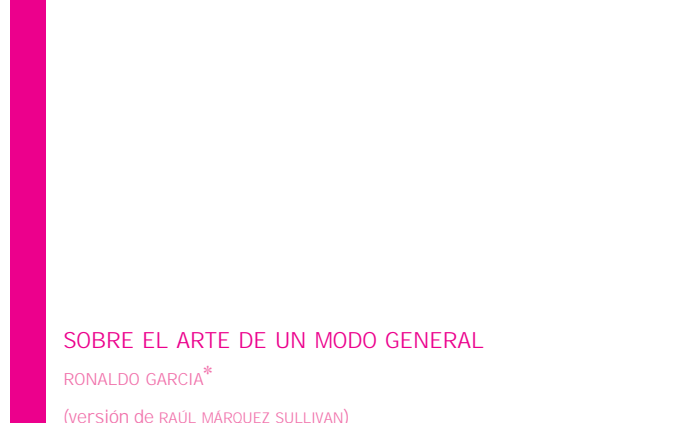 SOBRE EL ARTE DE UN MODO GENERAL
RONALDO GARCIA*
(versión de RAÚL MÁRQUEZ SULLIVAN)